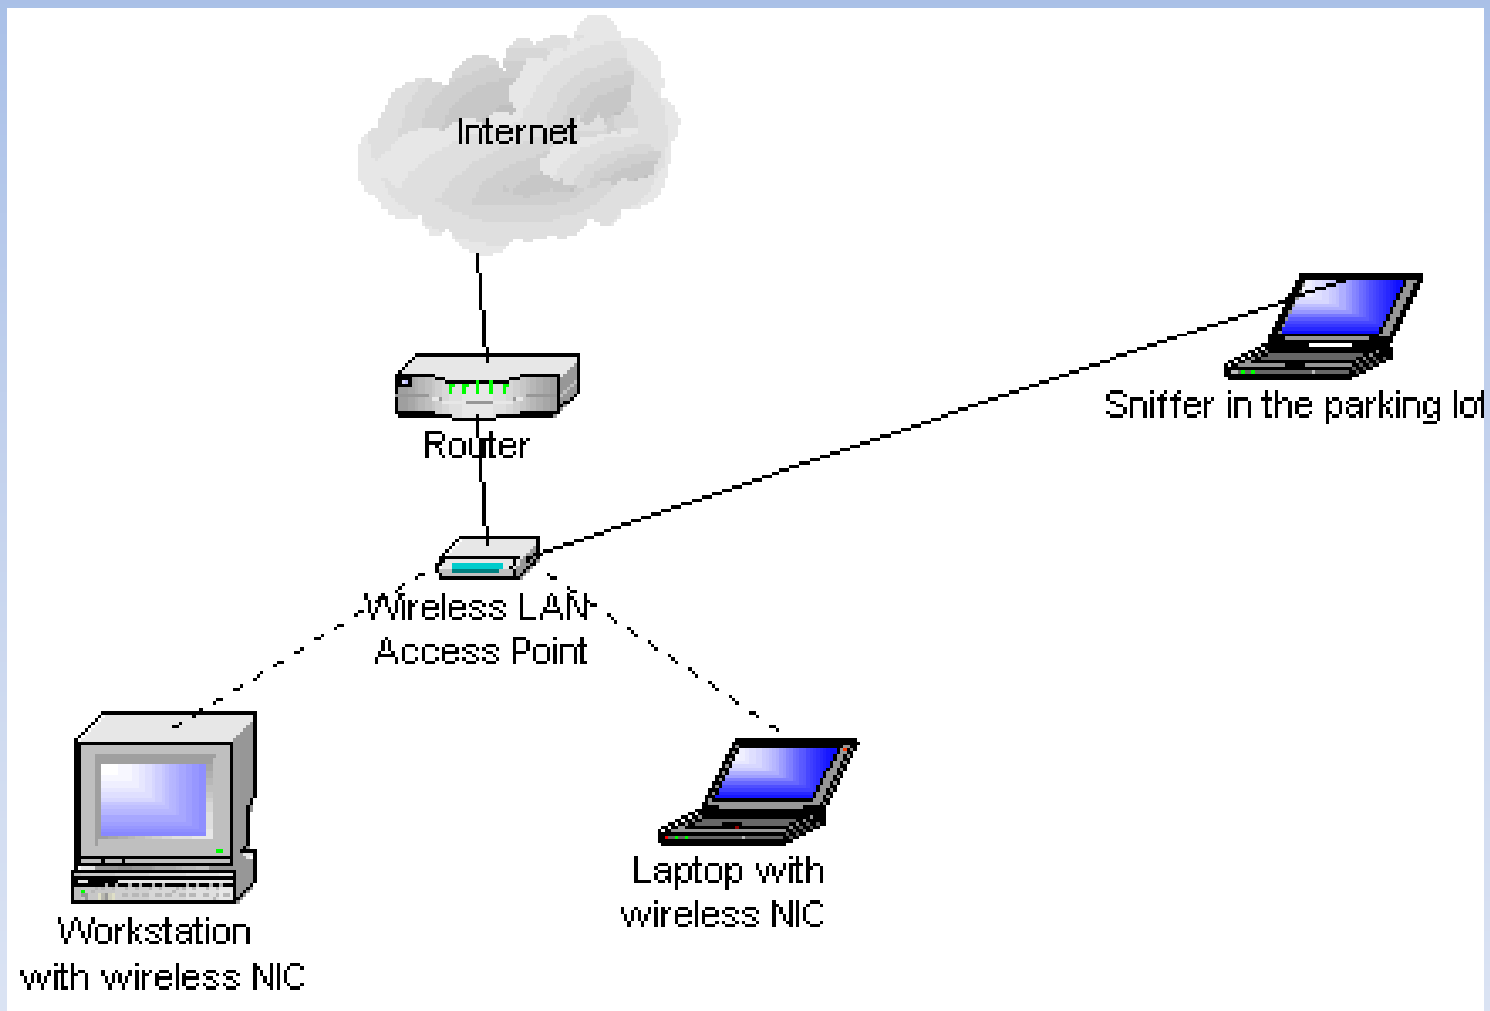 Internet
Sniffer in the parking lot
Router
Wireless LAN
Access Point
Laptop with
wireless NIC
Workstation
with wireless NIC